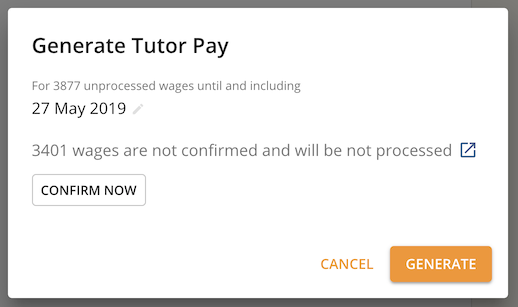 Generate Tutor Pay
For 3877 unprocessed wages until and including
27 May 2019
3401 wages are not confirmed and will be not processed
CONFIRM NOW
CANCEL
GENERATE